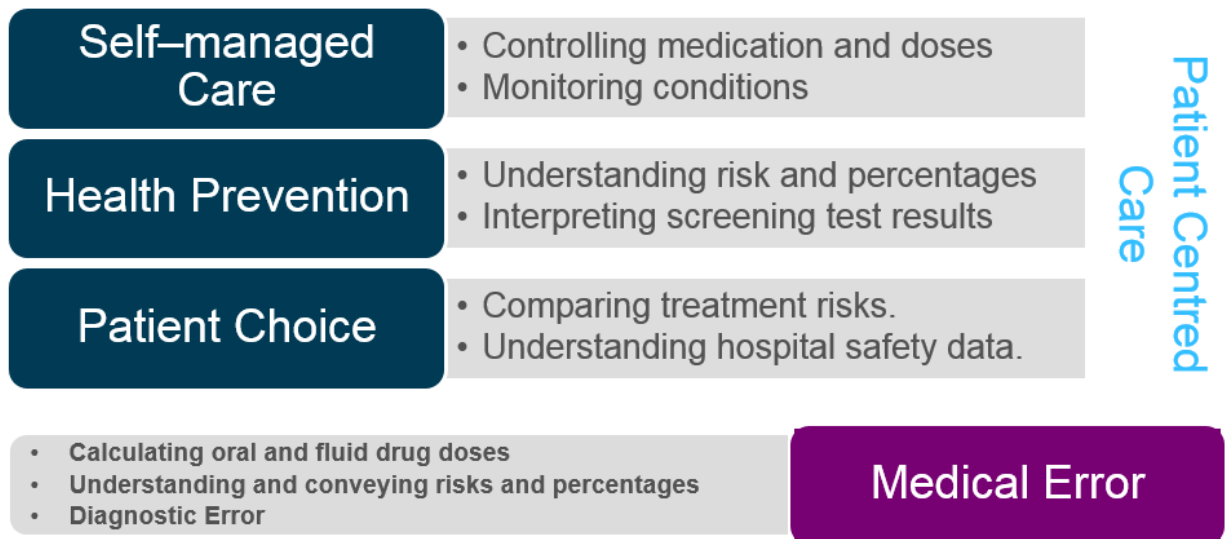 Self–managed
Care
• Controlling medication and doses
• Monitoring conditions
Health Prevention
• Understanding risk and percentages
• Interpreting screening test results
Patient Choice
• Comparing treatment risks.
• Understanding hospital safety data.
Patient Centred
Care
• Calculating oral and fluid drug doses
• Understanding and conveying risks and percentages
• Diagnostic Error
Medical Error